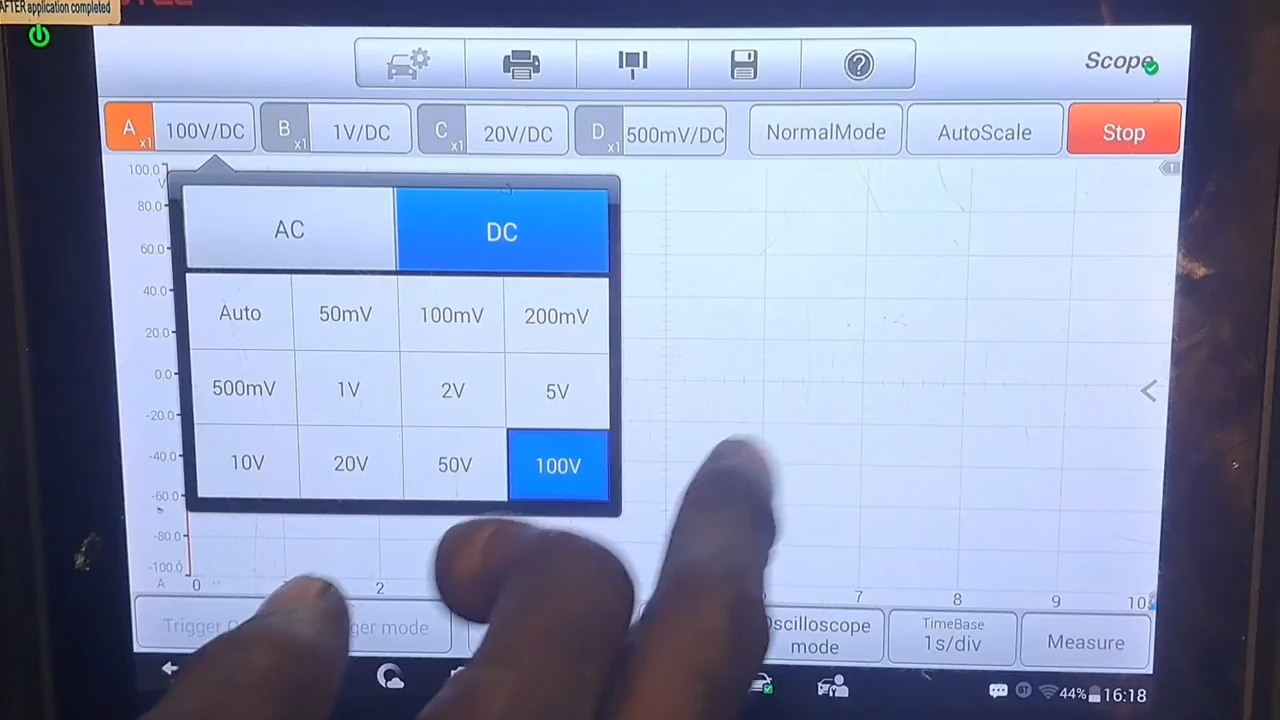 AFTER application completed
Scope
A x1 100V/DC B x1 1V/DC C x1 20V/DC D x1 500mV/DC NormalMode AutoScale Stop
100.0
V
80.0
60.0
40.0
20.0
0.0
-20.0
-40.0
-60.0
-80.0
-100.0
A
AC DC
Auto 50mV 100mV 200mV
500mV 1V 2V 5V
10V 20V 50V 100V
1
0 2 7 8 9 10
Trigger mode
Oscilloscope
mode
TimeBase
1s/div
Measure
44% 16:18